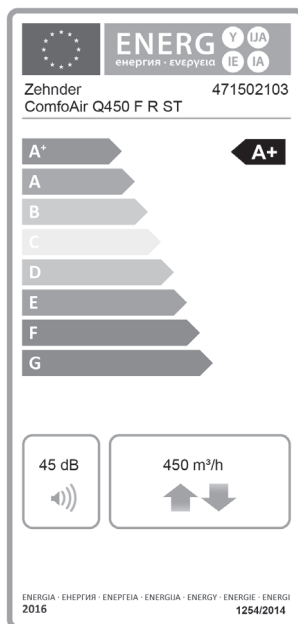 ENERG Y IJA
енергия · ενεργεια IE IA
Zehnder 471502103
ComfoAir Q450 F R ST
A⁺ A+
A
B
C
D
E
F
G
45 dB 450 m³/h
ENERGIA · ЕНЕРГИЯ · ΕΝΕΡΓΕΙΑ · ENERGIJA · ENERGY · ENERGIE · ENERGI
2016 1254/2014